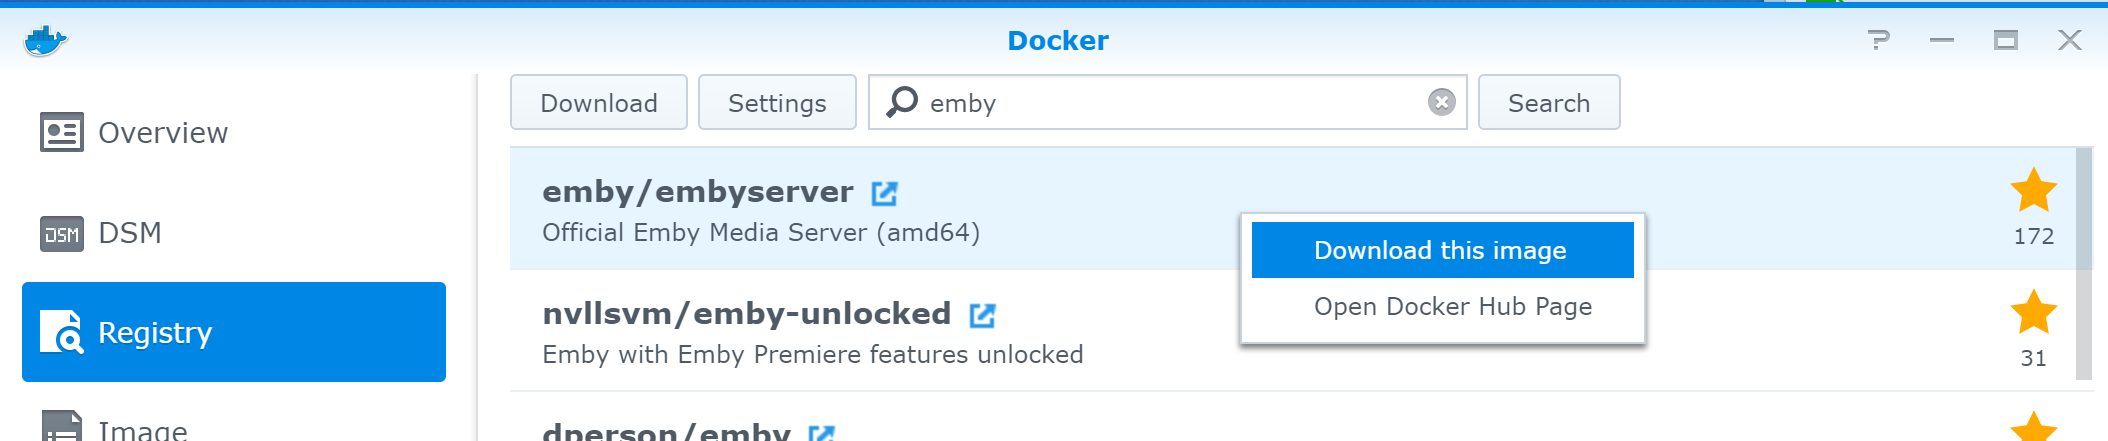 Docker
Overview
DSM
DSM
Registry
Image
Download
Settings
emby
Search
emby/embyserver
Official Emby Media Server (amd64)
172
Download this image
Open Docker Hub Page
nvllsvm/emby-unlocked
Emby with Emby Premiere features unlocked
31
dperson/emby